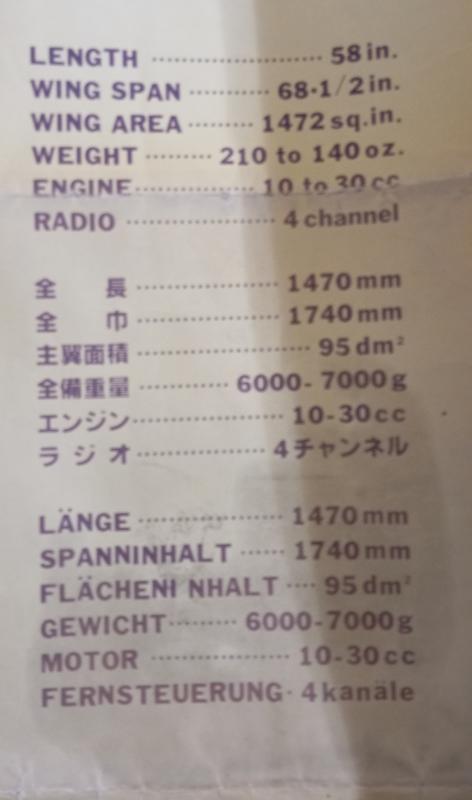 LENGTH ························ 58 in.
WING SPAN ··········· 68·1/2 in.
WING AREA ········· 1472 sq.in.
WEIGHT ········· 210 to 140 oz.
ENGINE ················ 10 to 30 cc
RADIO ···················· 4 channel
全 長 ···················· 1470 mm
全 巾 ···················· 1740 mm
主翼面積 ························ 95 dm²
全備重量 ············ 6000- 7000 g
エンジン ···················· 10-30 cc
ラジオ ·················· 4チャンネル
LÄNGE ···················· 1470 mm
SPANNINHALT ······ 1740 mm
FLÄCHENI NHALT ···· 95 dm²
GEWICHT ········· 6000-7000 g
MOTOR ···················· 10-30 cc
FERNSTEUERUNG · 4 kanäle